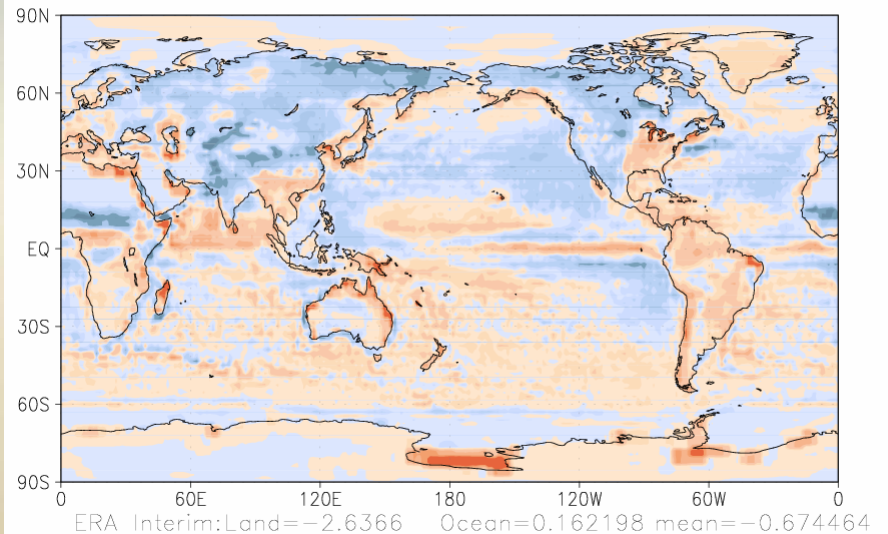 90N
60N
30N
EQ
30S
60S
90S
0 60E 120E 180 120W 60W 0
ERA Interim:Land=−2.6366 Ocean=0.162198 mean=−0.674464